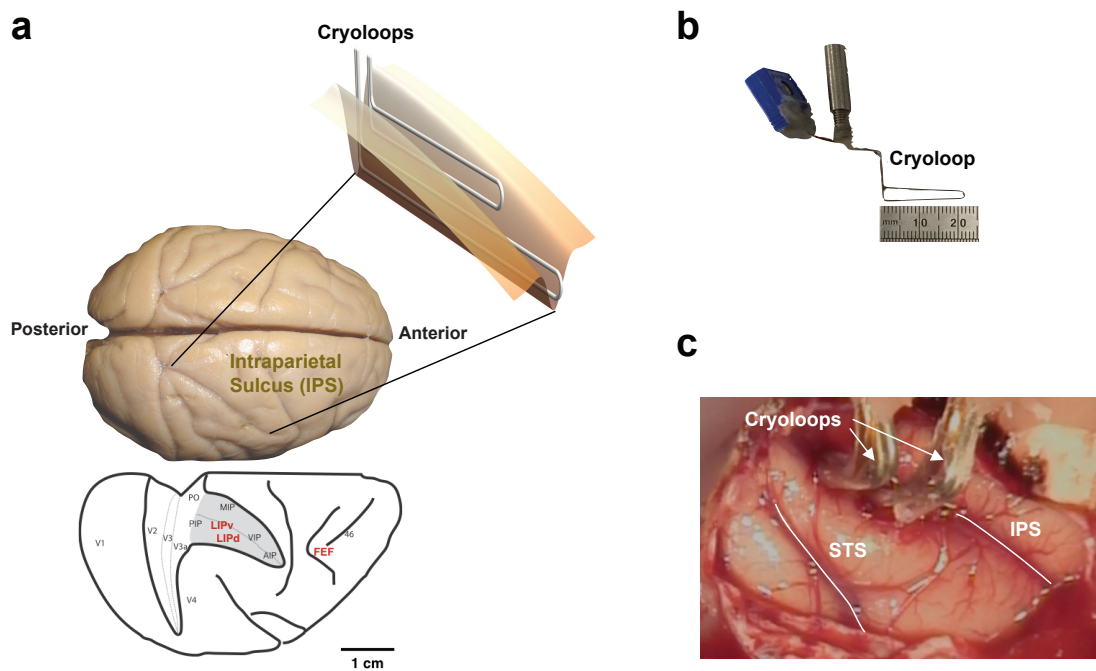 a
Cryoloops
Posterior
Anterior
Intraparietal
Sulcus (IPS)
PO
MIP
PIP
LIPv
LIPd
VIP
AIP
V1
V2
V3
V3a
V4
FEF
46
1 cm
b
Cryoloop
mm 10 20
c
Cryoloops
STS
IPS